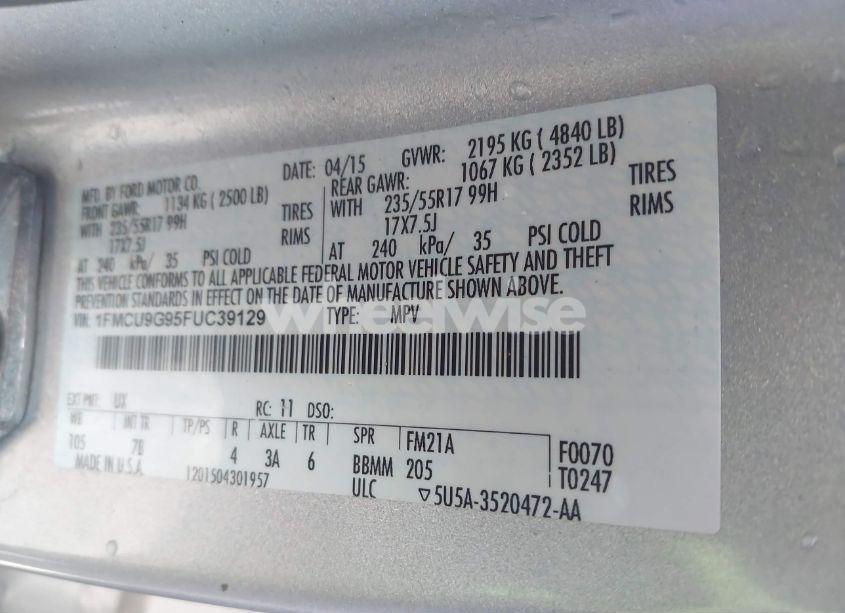 MFD. BY FORD MOTOR CO. DATE: 04/15 GVWR: 2195 KG ( 4840 LB)
FRONT GAWR: 1134 KG ( 2500 LB) REAR GAWR: 1067 KG ( 2352 LB)
WITH 235/55R17 99H TIRES WITH 235/55R17 99H TIRES
17X7.5J RIMS 17X7.5J RIMS
AT 240 kPa/ 35 PSI COLD AT 240 kPa/ 35 PSI COLD
THIS VEHICLE CONFORMS TO ALL APPLICABLE FEDERAL MOTOR VEHICLE SAFETY AND THEFT
PREVENTION STANDARDS IN EFFECT ON THE DATE OF MANUFACTURE SHOWN ABOVE.
VIN: 1FMCU9G95FUC39129 TYPE: MPV
wheelwise
EXT PNT: UX RC: 11 DSO:
WB INT TR TP/PS R AXLE TR SPR FM21A F0070
105 7B 4 3A 6 BBMM 205 T0247
MADE IN U.S.A. 1201504301957 ULC ▽5U5A-3520472-AA